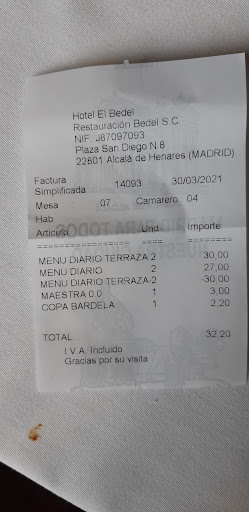 Hotel El Bedel
Restauración Bedel S.C
NIF: J87097093
Plaza San Diego N 6
22801 Alcalá de Henares (MADRID)
Factura
Simplificada 14093 30/03/2021
Mesa 07 Camarero 04
Hab.
Artículo Und Importe
MENU DIARIO TERRAZA 2 30,00
MENU DIARIO 2 27,00
MENU DIARIO TERRAZA-2 -30,00
MAESTRA 0.0 1 3,00
COPA BARDELA 1 2,20
TOTAL 32,20
I.V.A. Incluido
Gracias por su visita